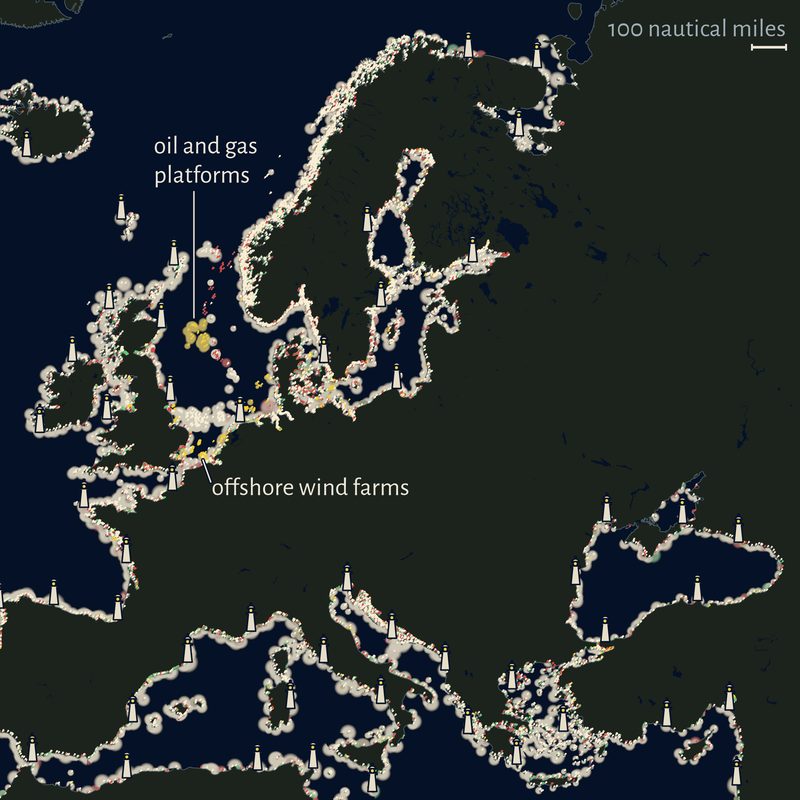 100 nautical miles
oil and gas
platforms
offshore wind farms